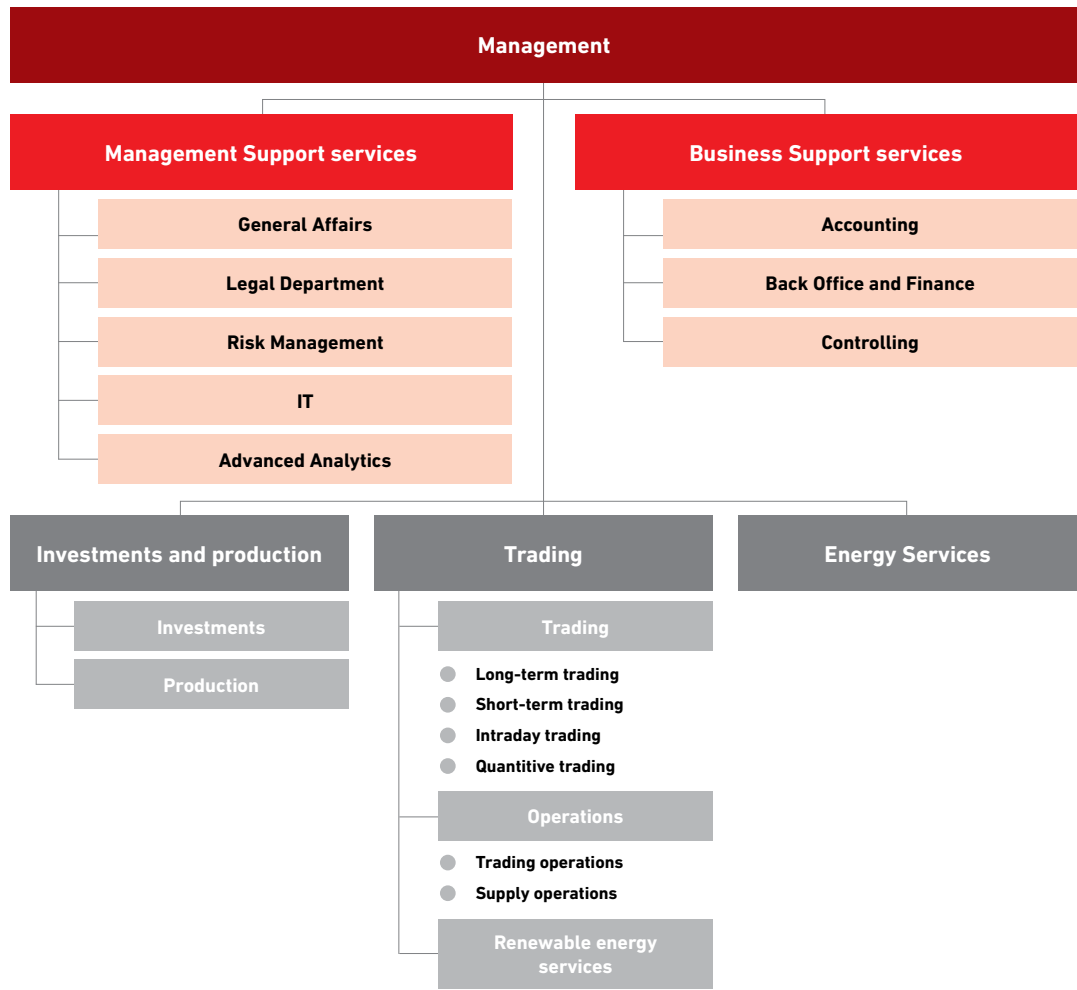 Management
Management Support services
Business Support services
General Affairs
Legal Department
Risk Management
IT
Advanced Analytics
Accounting
Back Office and Finance
Controlling
Investments and production
Trading
Energy Services
Investments
Production
Trading
Long-term trading
Short-term trading
Intraday trading
Quantitive trading
Operations
Trading operations
Supply operations
Renewable energy
services